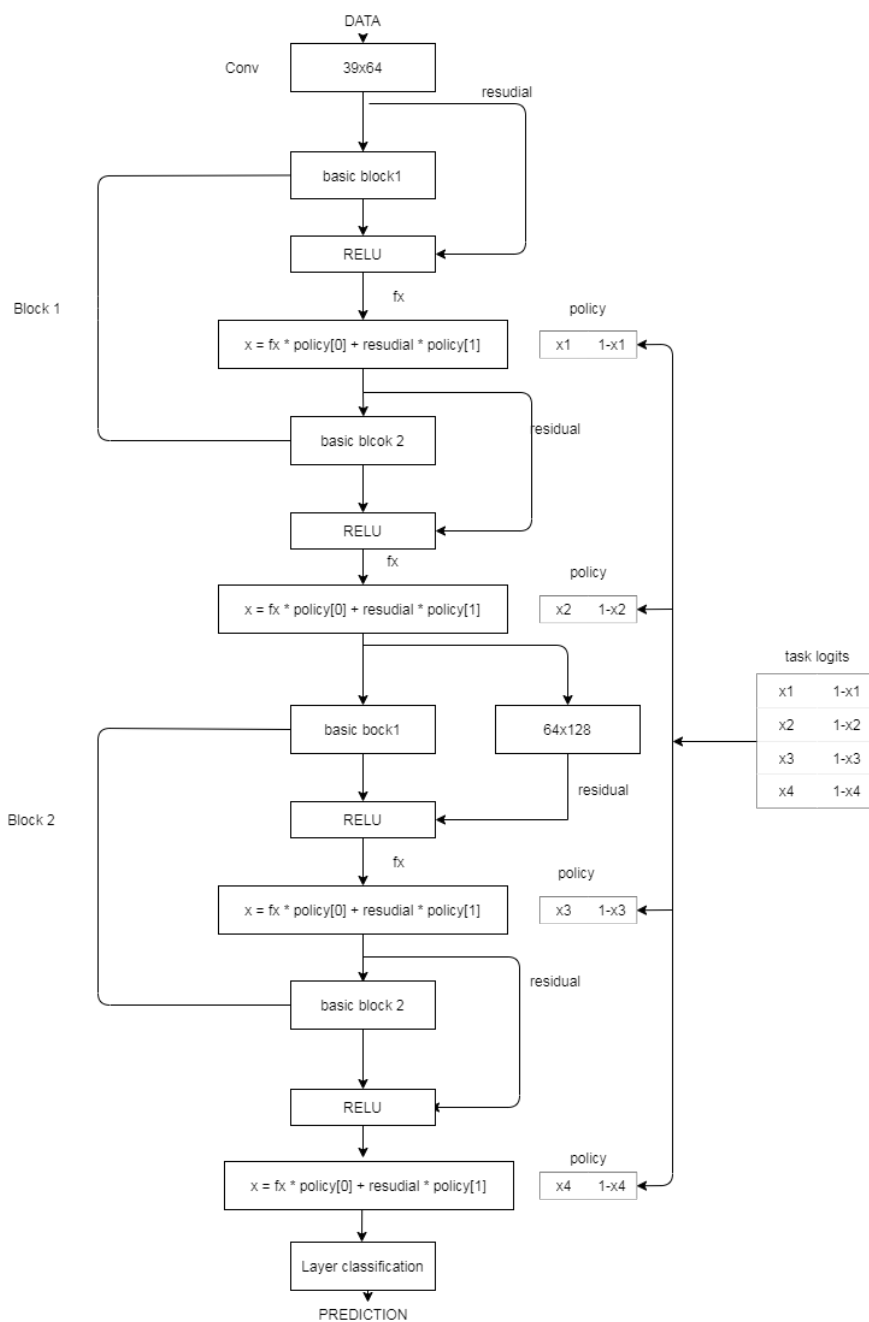 DATA
Conv
39x64
resudial
basic block1
RELU
Block 1
fx
policy
x = fx * policy[0] + resudial * policy[1]
x1 1-x1
residual
basic blcok 2
RELU
fx
policy
x = fx * policy[0] + resudial * policy[1]
x2 1-x2
task logits
x1 1-x1
x2 1-x2
x3 1-x3
x4 1-x4
basic bock1
64x128
residual
Block 2
RELU
fx
policy
x = fx * policy[0] + resudial * policy[1]
x3 1-x3
residual
basic block 2
RELU
policy
x = fx * policy[0] + resudial * policy[1]
x4 1-x4
Layer classification
PREDICTION